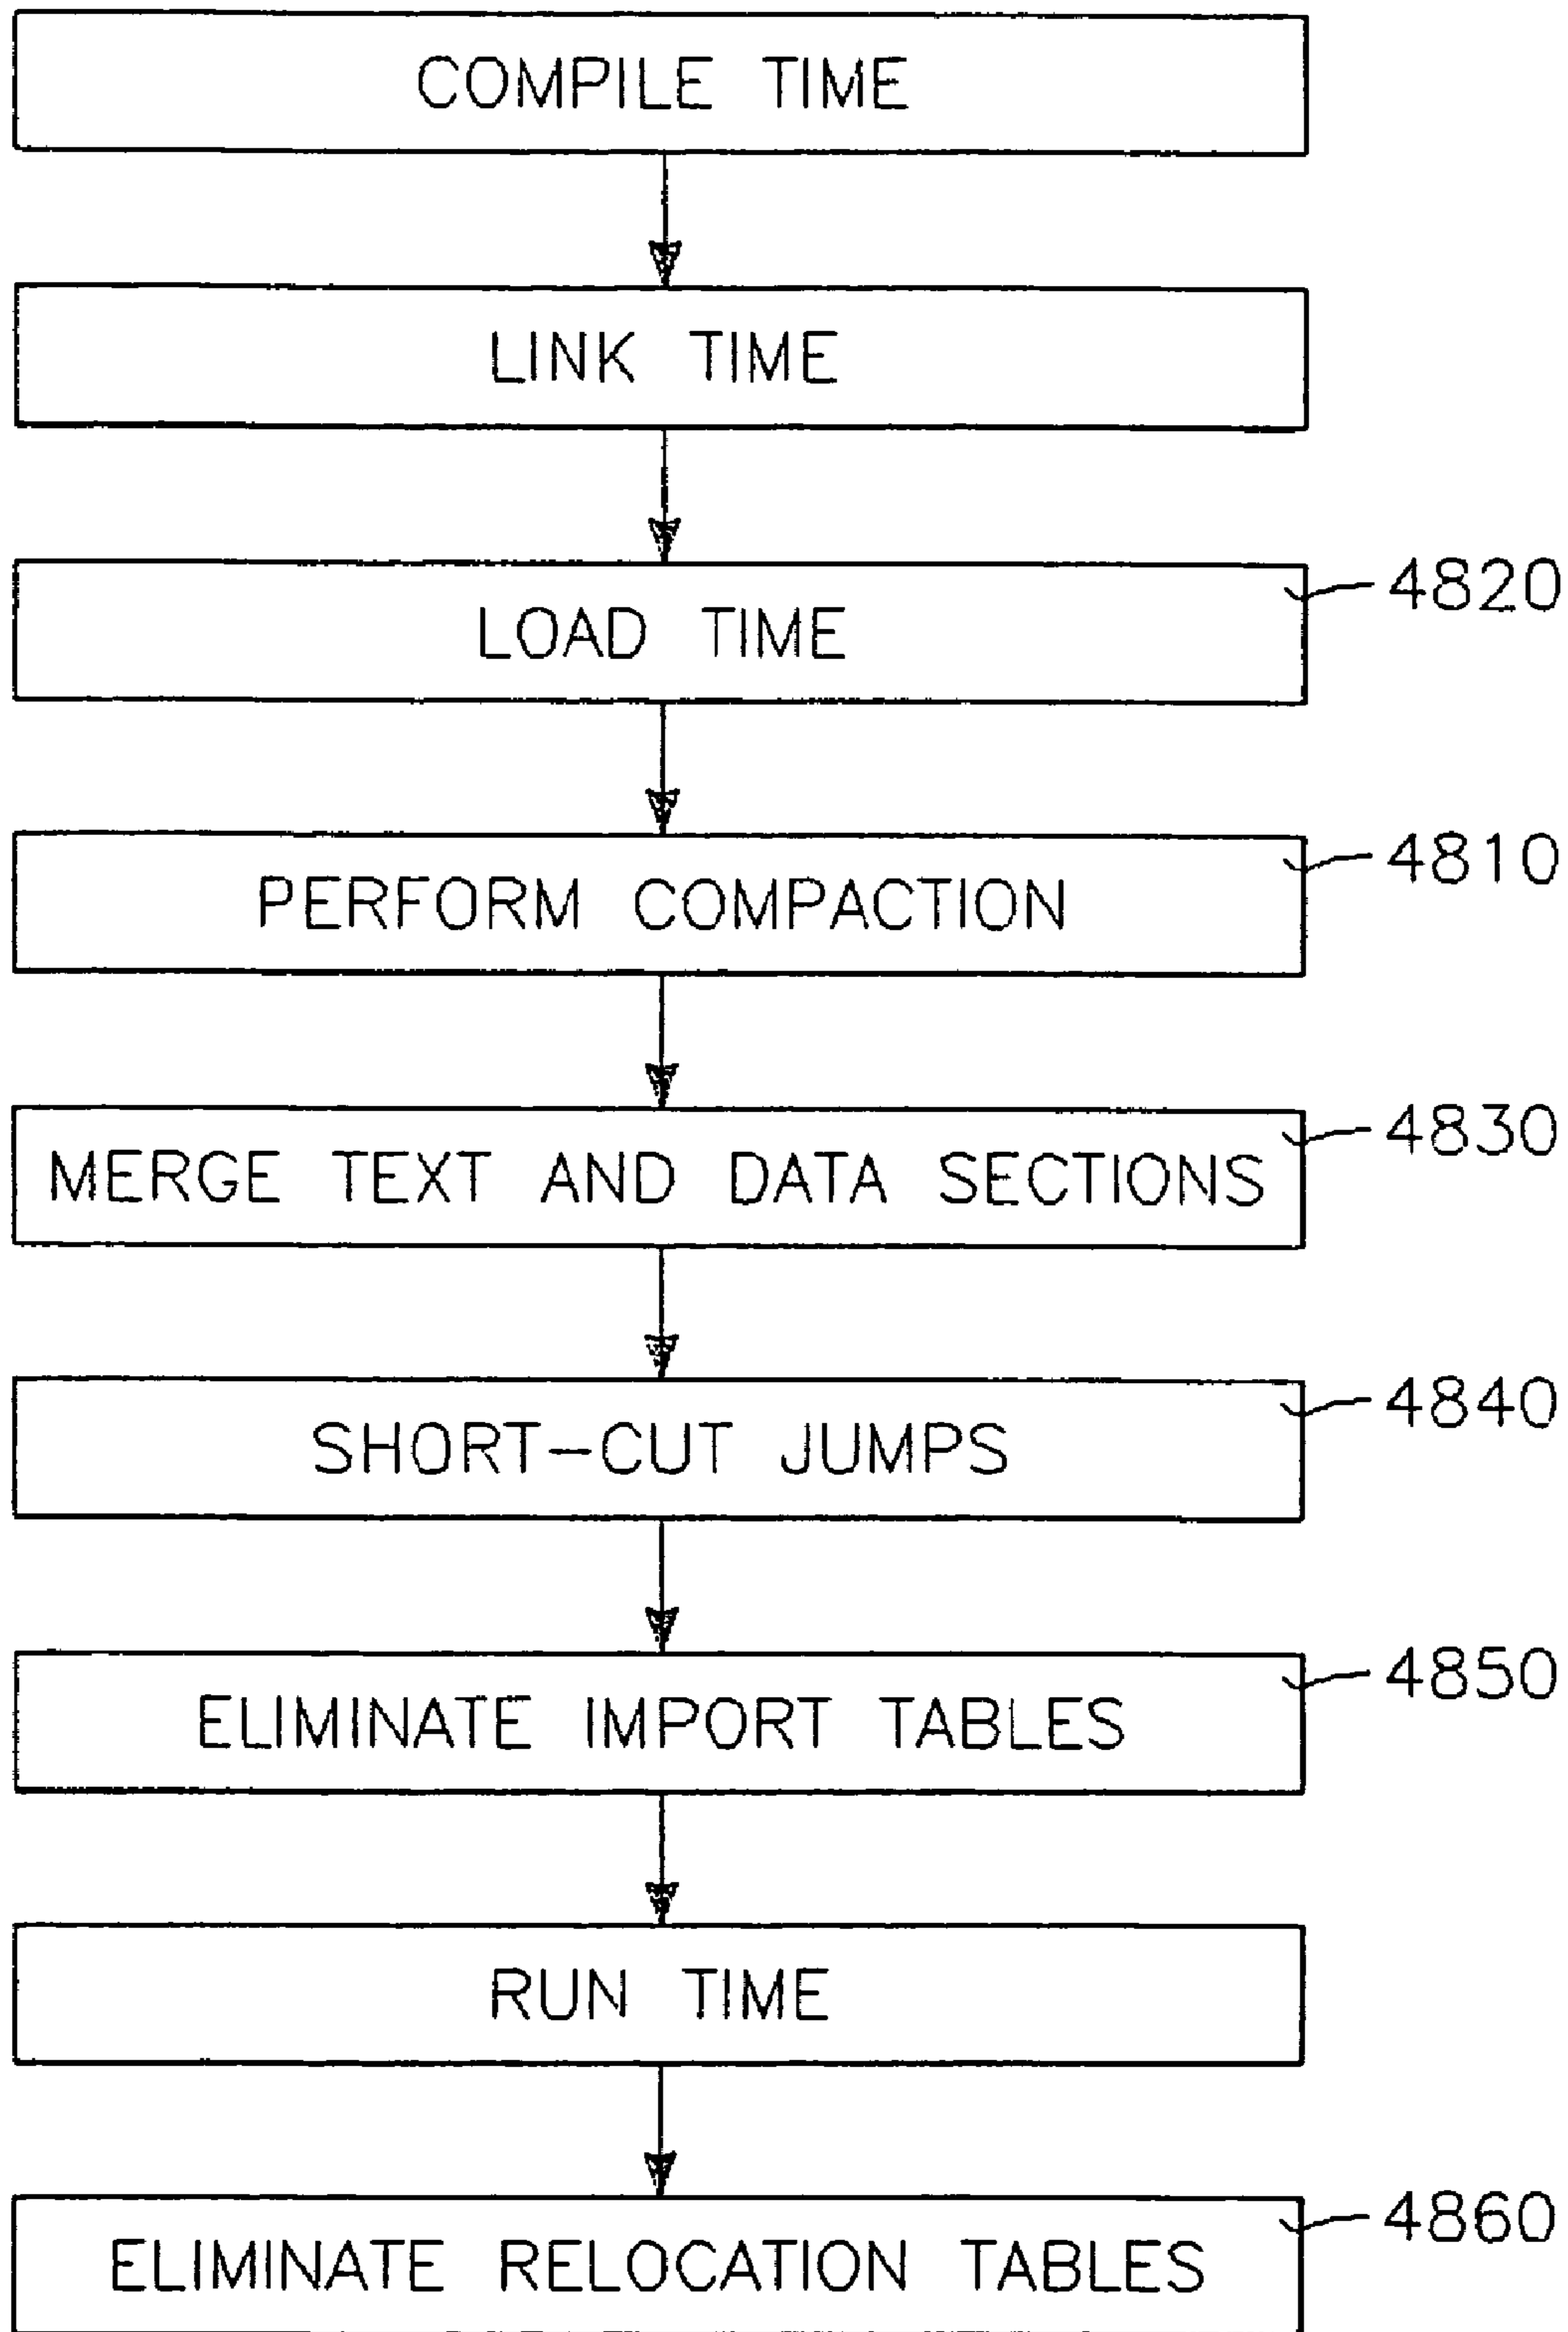 COMPILE TIME
LINK TIME
LOAD TIME
4820
PERFORM COMPACTION
4810
MERGE TEXT AND DATA SECTIONS
4830
SHORT-CUT JUMPS
4840
ELIMINATE IMPORT TABLES
4850
RUN TIME
ELIMINATE RELOCATION TABLES
4860